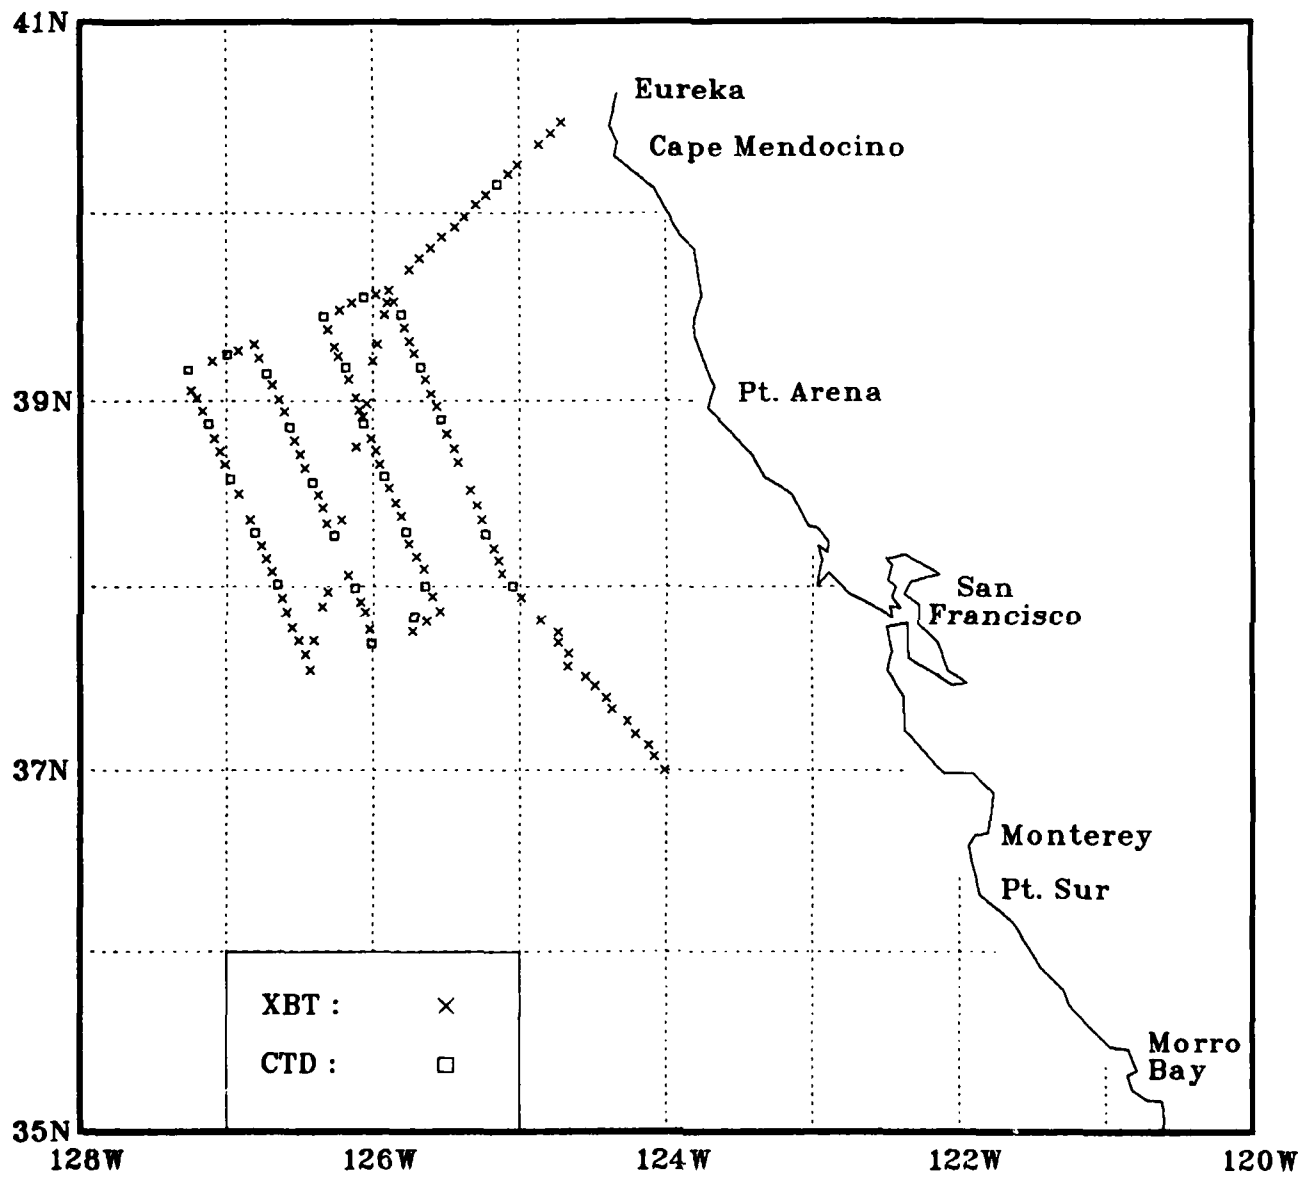 41N
Eureka
Cape Mendocino
39N
Pt. Arena
San
Francisco
37N
Monterey
Pt. Sur
XBT :
CTD :
Morro
Bay
35N
128W 126W 124W 122W 120W